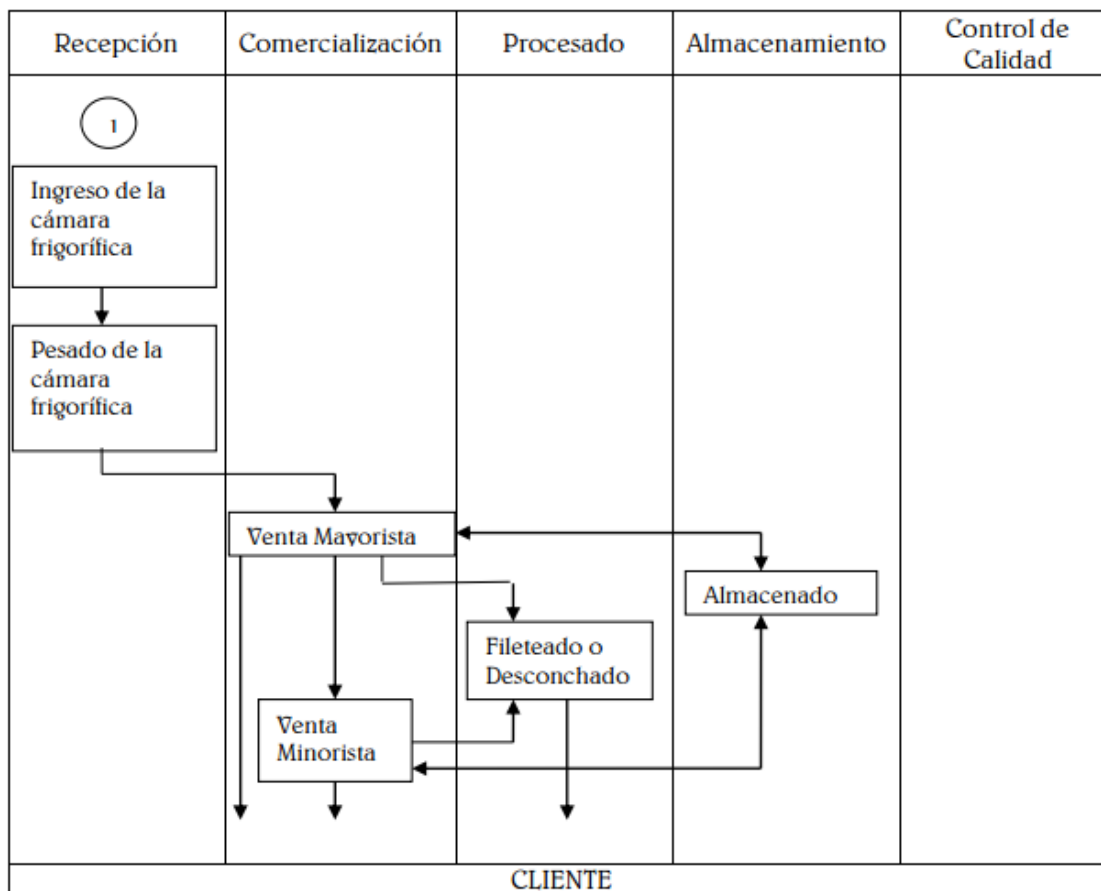 Recepción
Comercialización
Procesado
Almacenamiento
Control de
Calidad
1
Ingreso de la
cámara
frigorífica
Pesado de la
cámara
frigorífica
Venta Mayorista
Almacenado
Fileteado o
Desconchado
Venta
Minorista
CLIENTE